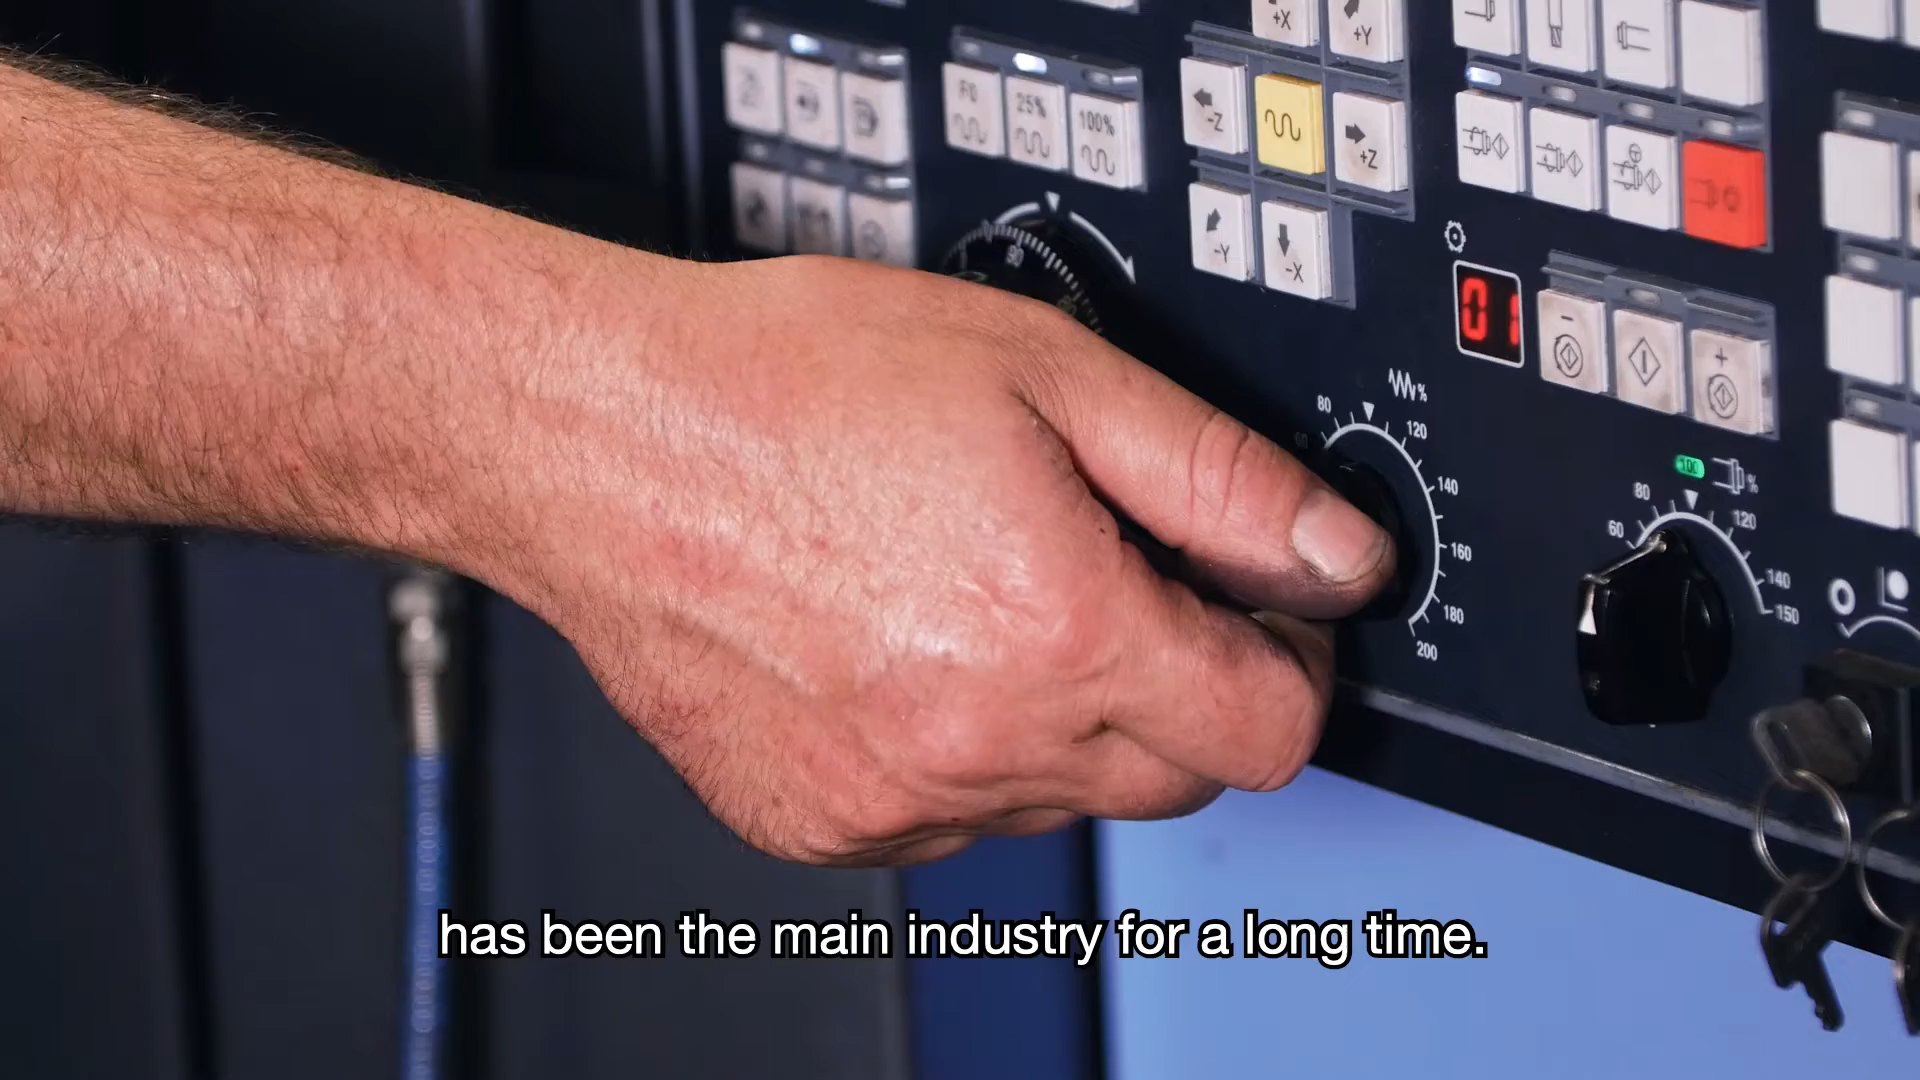 +X
+Y
F0
25%
100%
-Z
+Z
-Y
-X
90
01
-
+
%
80
120
140
160
180
200
100
%
80
120
60
140
150
has been the main industry for a long time.